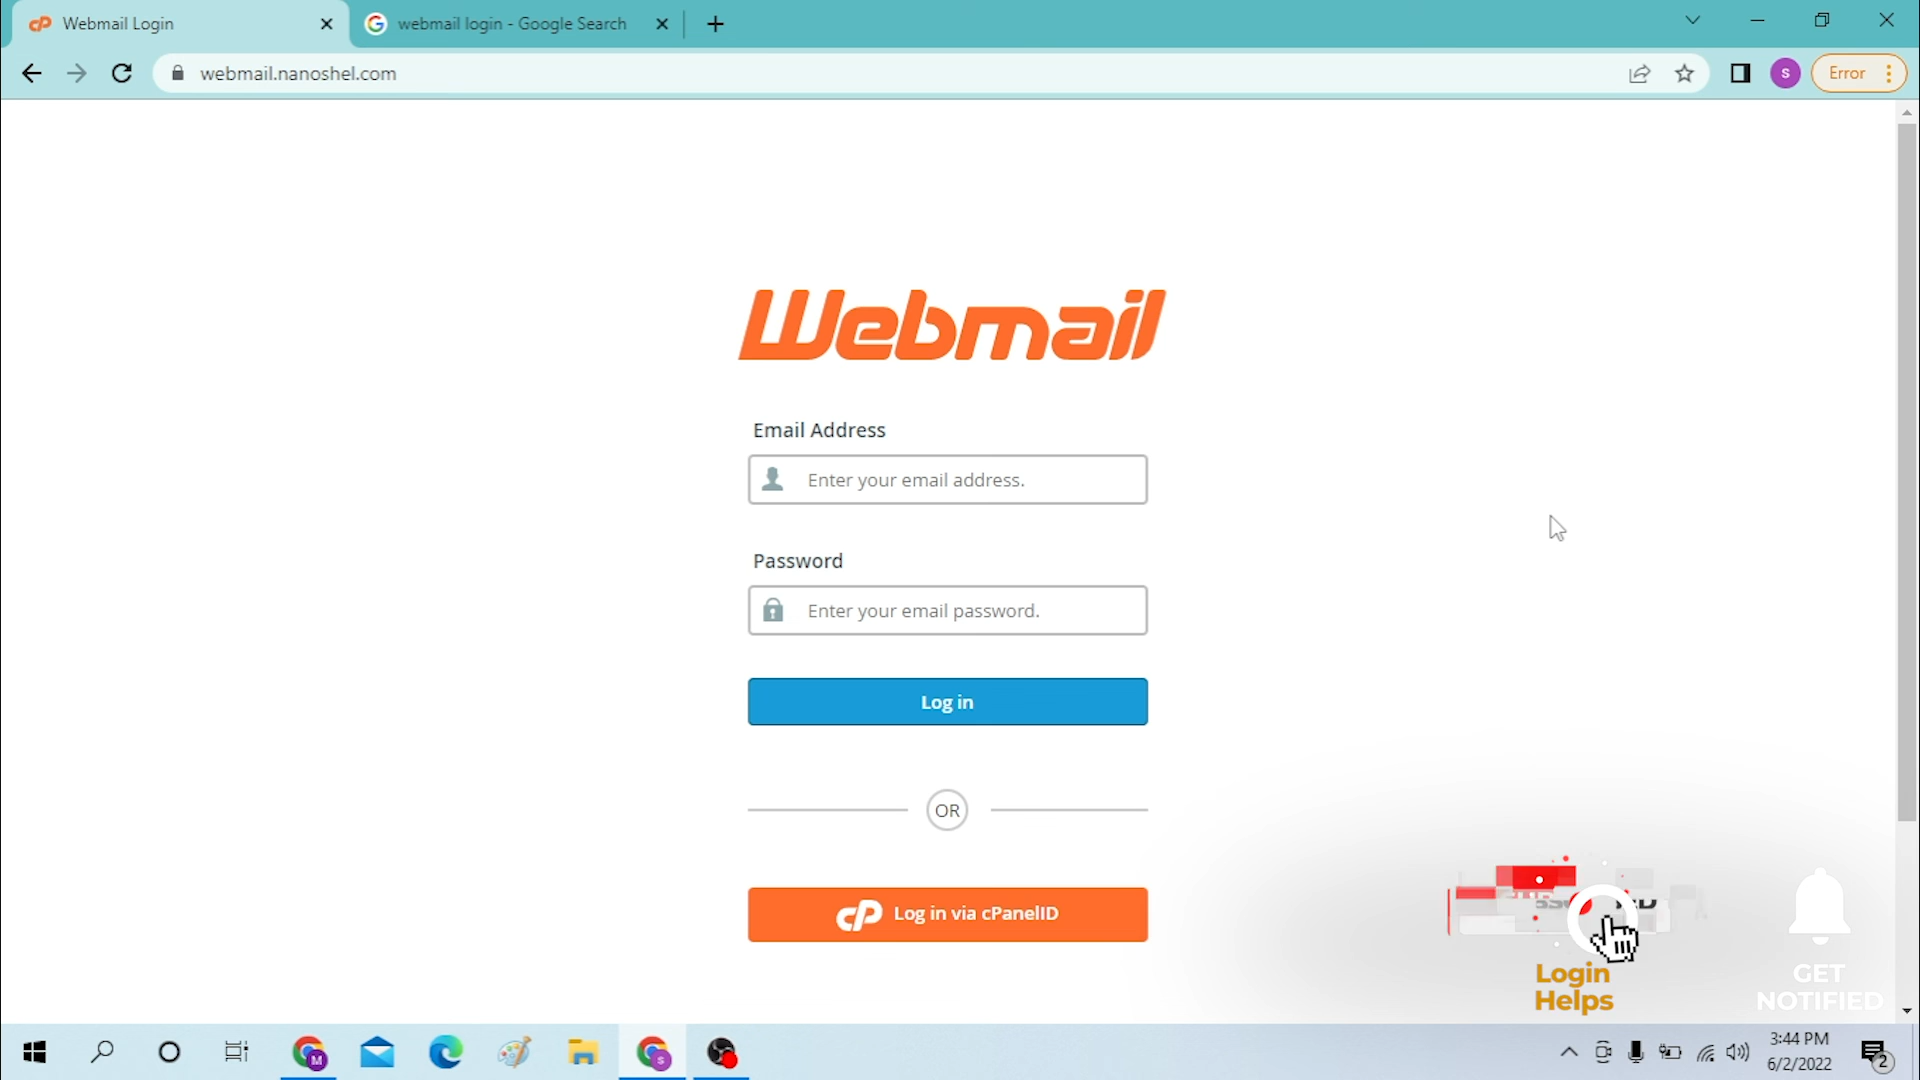 Webmail Login
webmail login - Google Search
webmail.nanoshel.com
S
Error
Webmail
Email Address
Enter your email address.
Password
Enter your email password.
Log in
OR
cP Log in via cPanelID
Login
Helps
GET
NOTIFIED
M
S
3:44 PM
6/2/2022
2